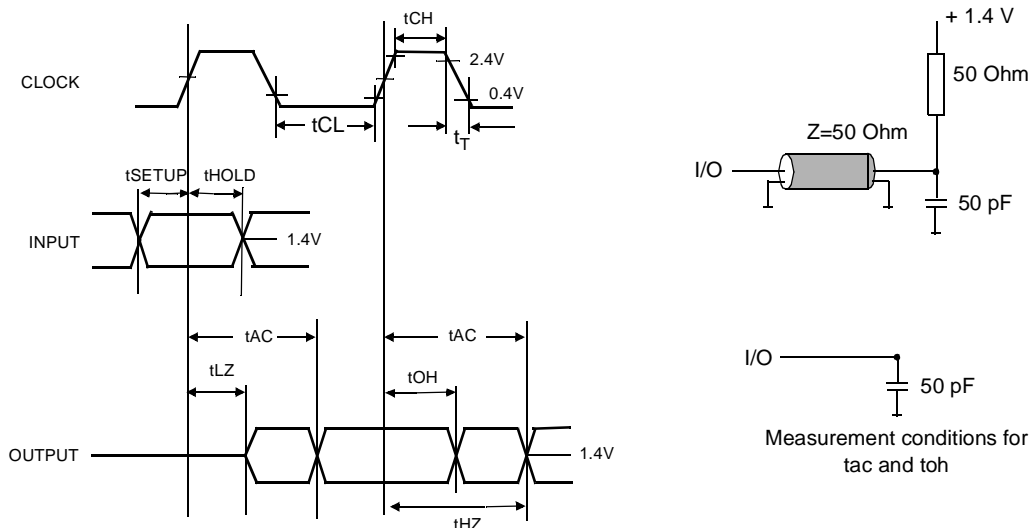 tCH
2.4V
CLOCK
0.4V
tCL
tT
tSETUP
tHOLD
INPUT
1.4V
tAC
tAC
tLZ
tOH
OUTPUT
1.4V
tHZ
+ 1.4 V
50 Ohm
Z=50 Ohm
I/O
50 pF
I/O
50 pF
Measurement conditions for
tac and toh